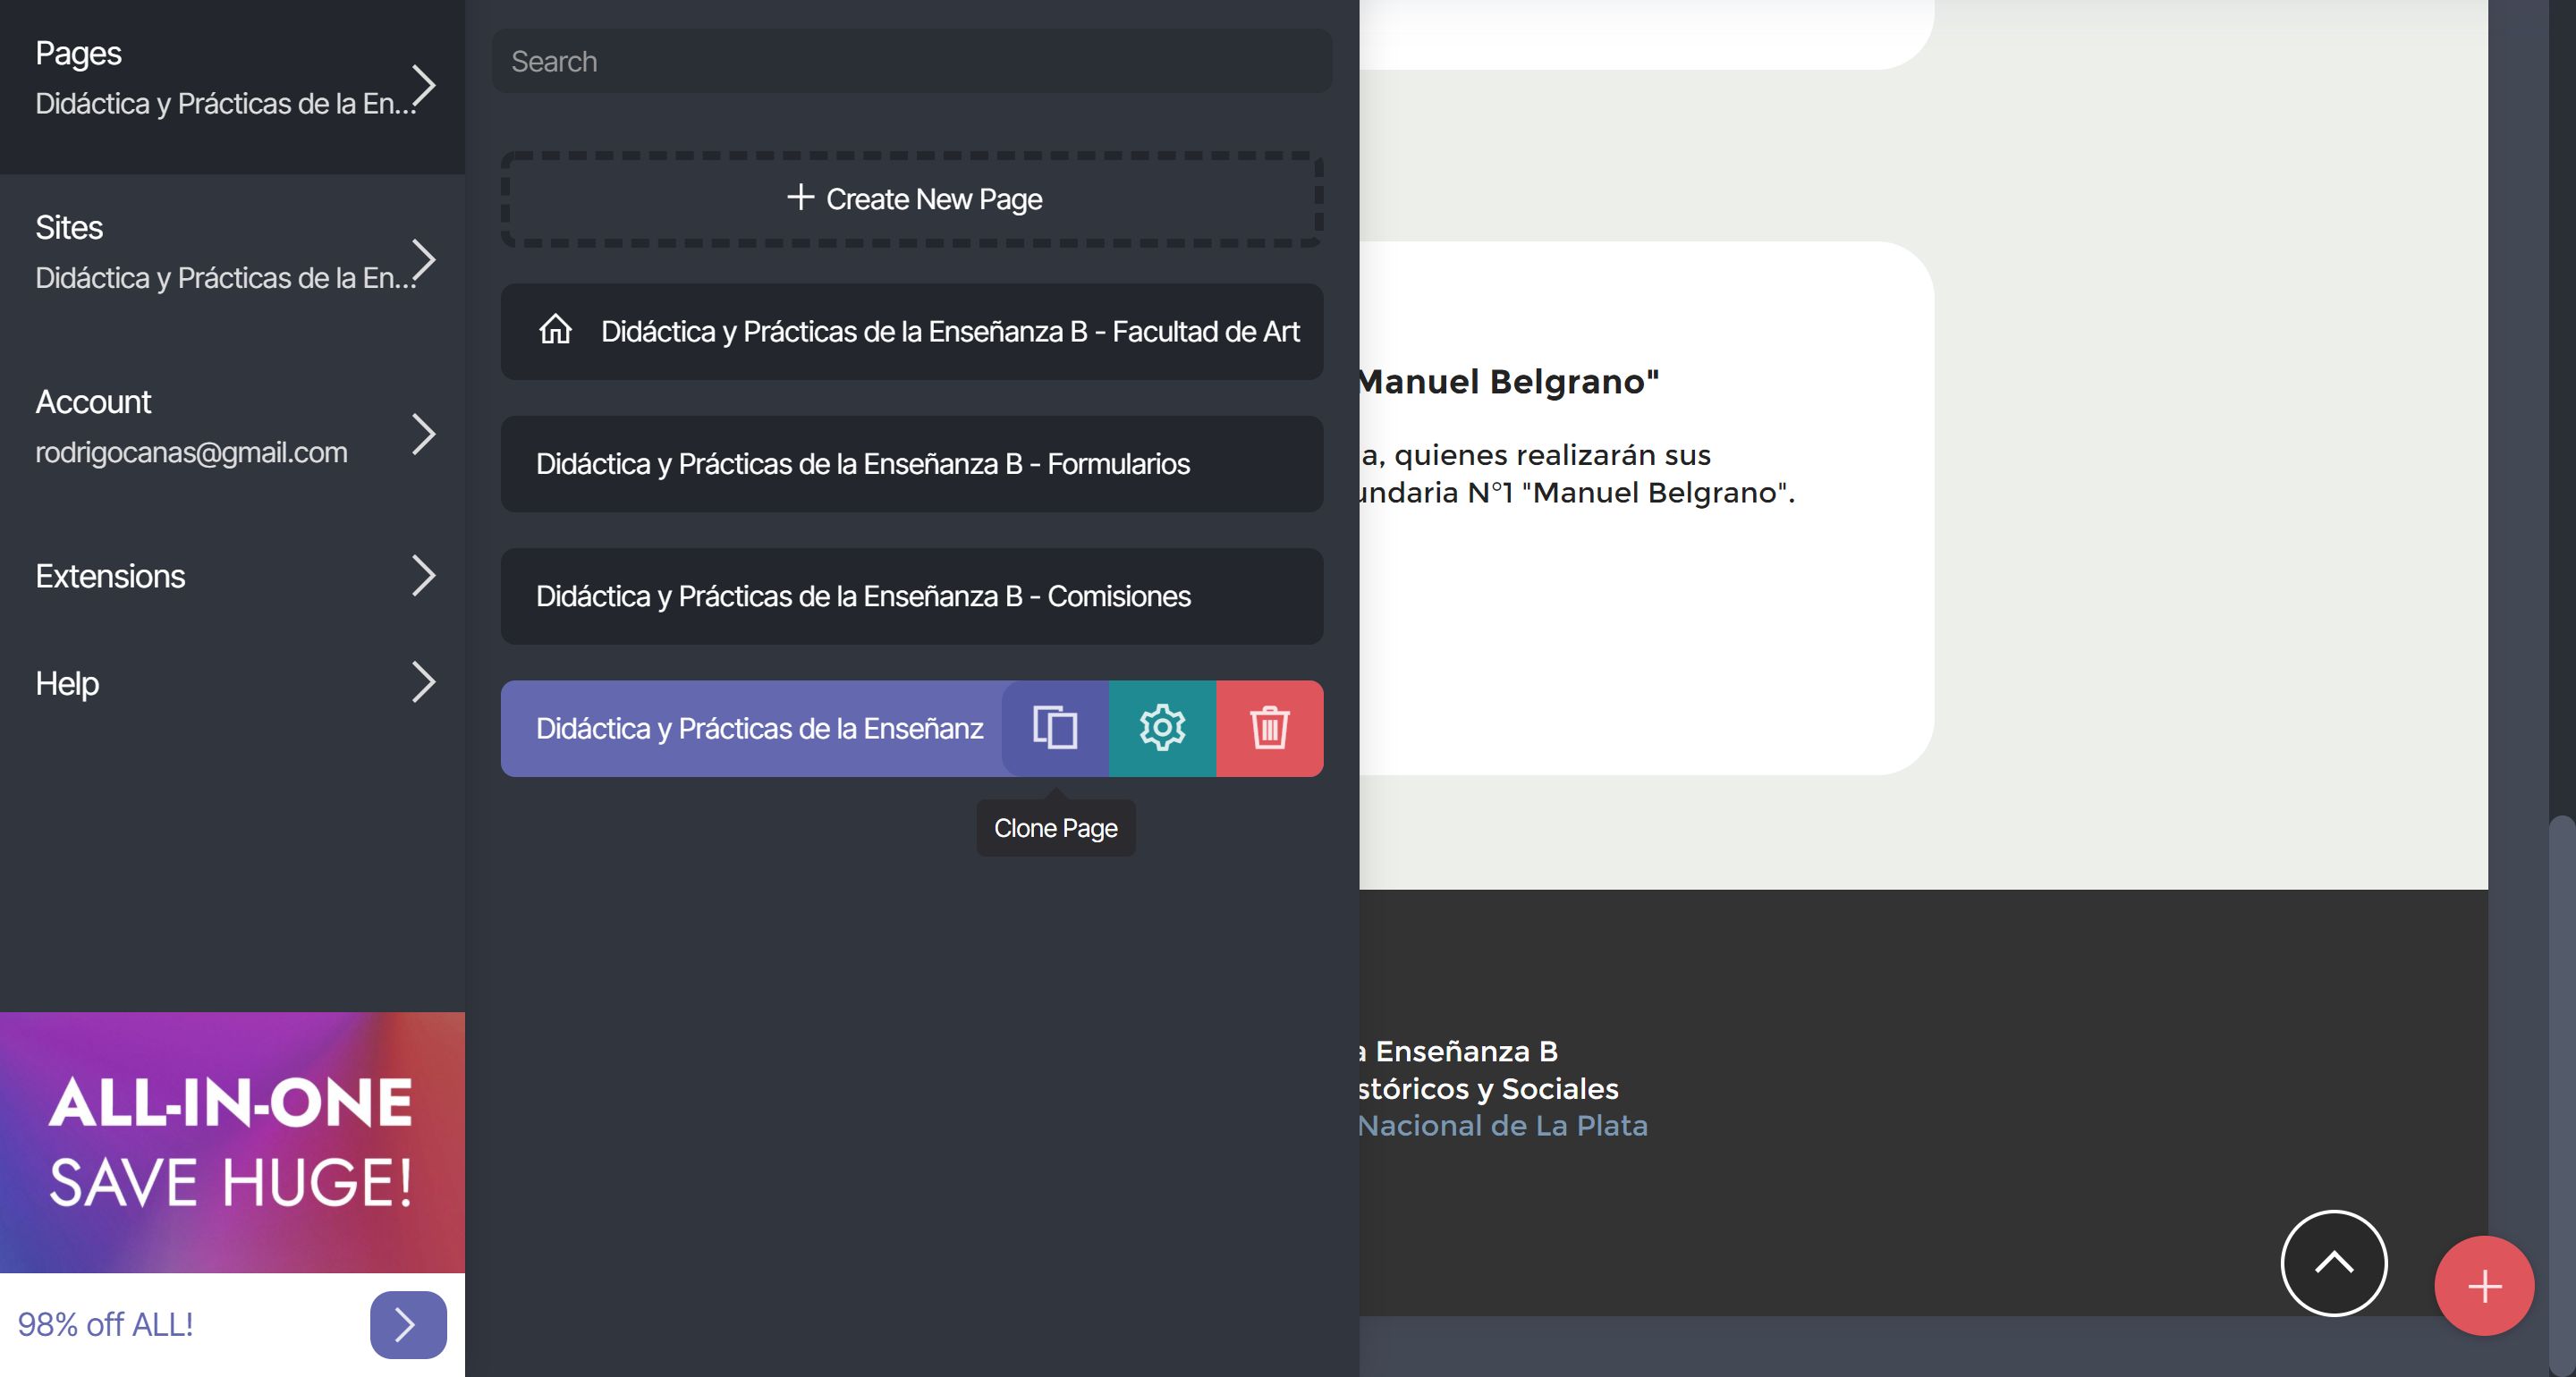 Pages
Didáctica y Prácticas de la En...
Sites
Didáctica y Prácticas de la En...
Account
rodrigocanas@gmail.com
Extensions
Help
ALL-IN-ONE
SAVE HUGE!
98% off ALL!
Search
+ Create New Page
Didáctica y Prácticas de la Enseñanza B - Facultad de Art
Didáctica y Prácticas de la Enseñanza B - Formularios
Didáctica y Prácticas de la Enseñanza B - Comisiones
Didáctica y Prácticas de la Enseñanz
Clone Page
Manuel Belgrano"
a, quienes realizarán sus
undaria N°1 "Manuel Belgrano".
a Enseñanza B
stóricos y Sociales
Nacional de La Plata